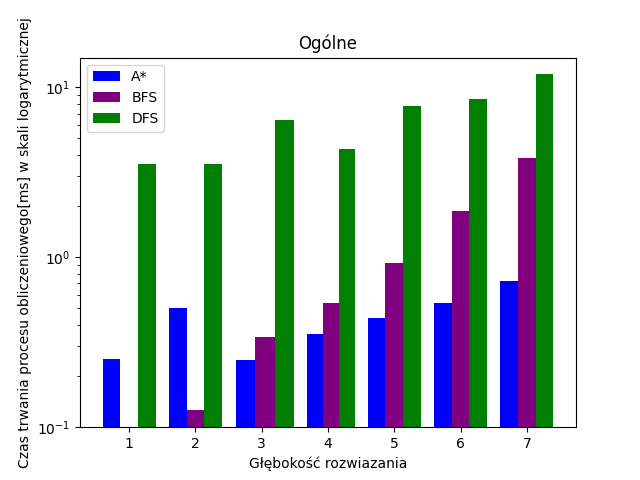 Ogólne
Czas trwania procesu obliczeniowego[ms] w skali logarytmicznej
A*
BFS
DFS
10¹
10⁰
10⁻¹
1 2 3 4 5 6 7
Głębokość rozwiazania